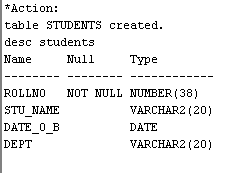 *Action:
table STUDENTS created.
desc students
Name     Null     Type
-------- -------- ------------
ROLLNO   NOT NULL NUMBER(38)
STU_NAME          VARCHAR2(20)
DATE_O_B          DATE
DEPT              VARCHAR2(20)